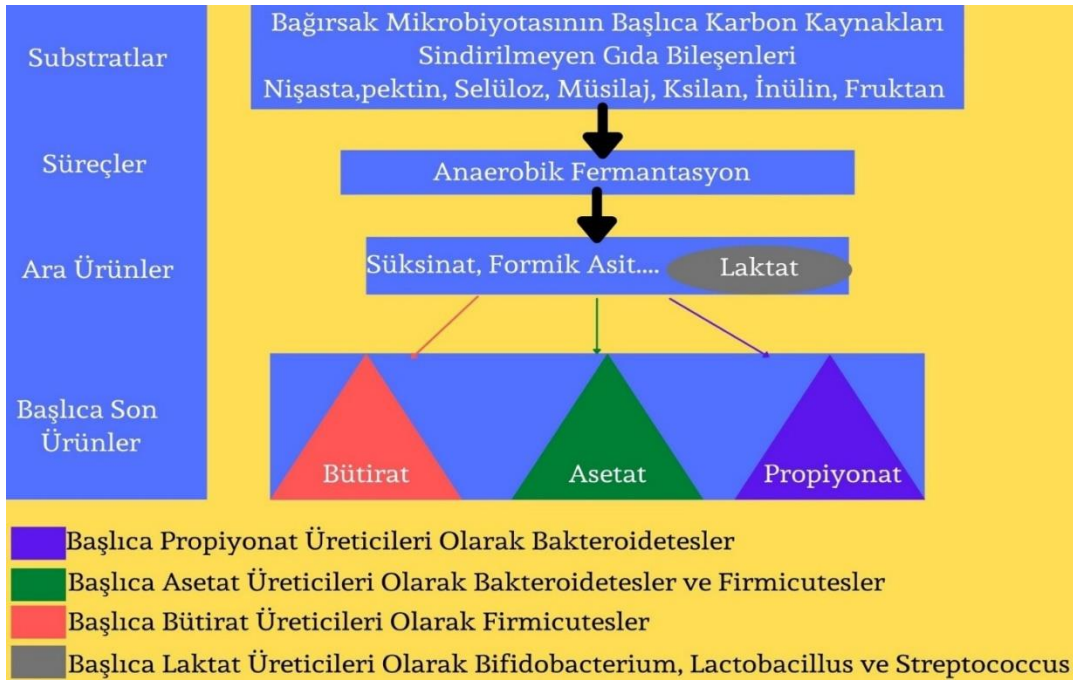 Substratlar
Bağırsak Mikrobiyotasının Başlıca Karbon Kaynakları
Sindirilmeyen Gıda Bileşenleri
Nişasta,pektin, Selüloz, Müsilaj, Ksilan, İnülin, Fruktan
Süreçler
Anaerobik Fermantasyon
Ara Ürünler
Süksinat, Formik Asit....
Laktat
Başlıca Son
Ürünler
Bütirat
Asetat
Propiyonat
Başlıca Propiyonat Üreticileri Olarak Bakteroidetesler
Başlıca Asetat Üreticileri Olarak Bakteroidetesler ve Firmicutesler
Başlıca Bütirat Üreticileri Olarak Firmicutesler
Başlıca Laktat Üreticileri Olarak Bifidobacterium, Lactobacillus ve Streptococcus